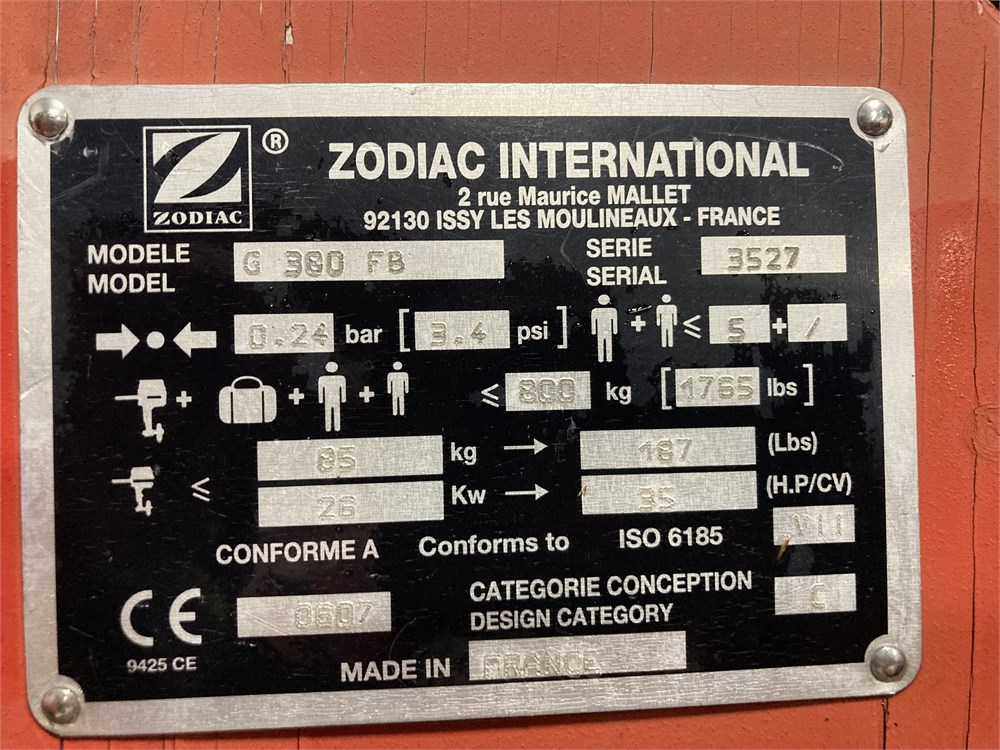 ZODIAC ®
ZODIAC INTERNATIONAL
2 rue Maurice MALLET
92130 ISSY LES MOULINEAUX - FRANCE
MODELE
MODEL
G 380 FB
SERIE
SERIAL
3527
0.24 bar [ 3.4 psi ] + ≤ 5 + /
+ + + ≤ 800 kg [ 1765 lbs ]
≤
85 kg → 187 (Lbs)
26 Kw → 35 (H.P/CV)
CONFORME A Conforms to ISO 6185 VII
CE
9425 CE
0607
CATEGORIE CONCEPTION
DESIGN CATEGORY
C
MADE IN FRANCE